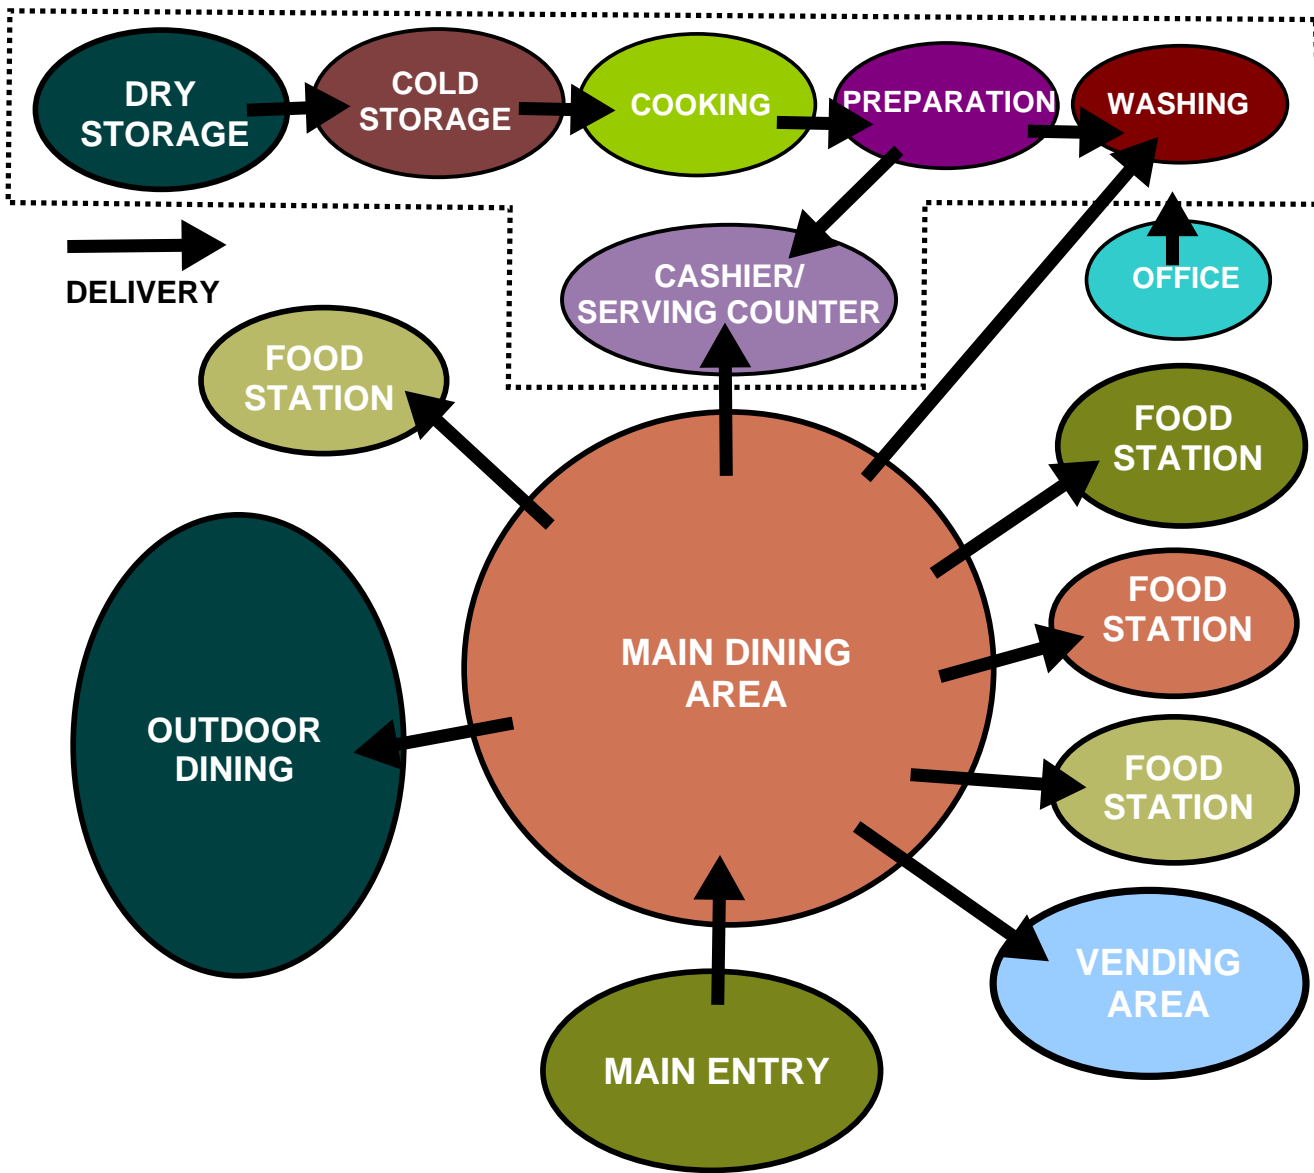 DRY
STORAGE
COLD
STORAGE
COOKING
PREPARATION
WASHING
DELIVERY
CASHIER/
SERVING COUNTER
OFFICE
FOOD
STATION
FOOD
STATION
FOOD
STATION
MAIN DINING
AREA
OUTDOOR
DINING
FOOD
STATION
VENDING
AREA
MAIN ENTRY